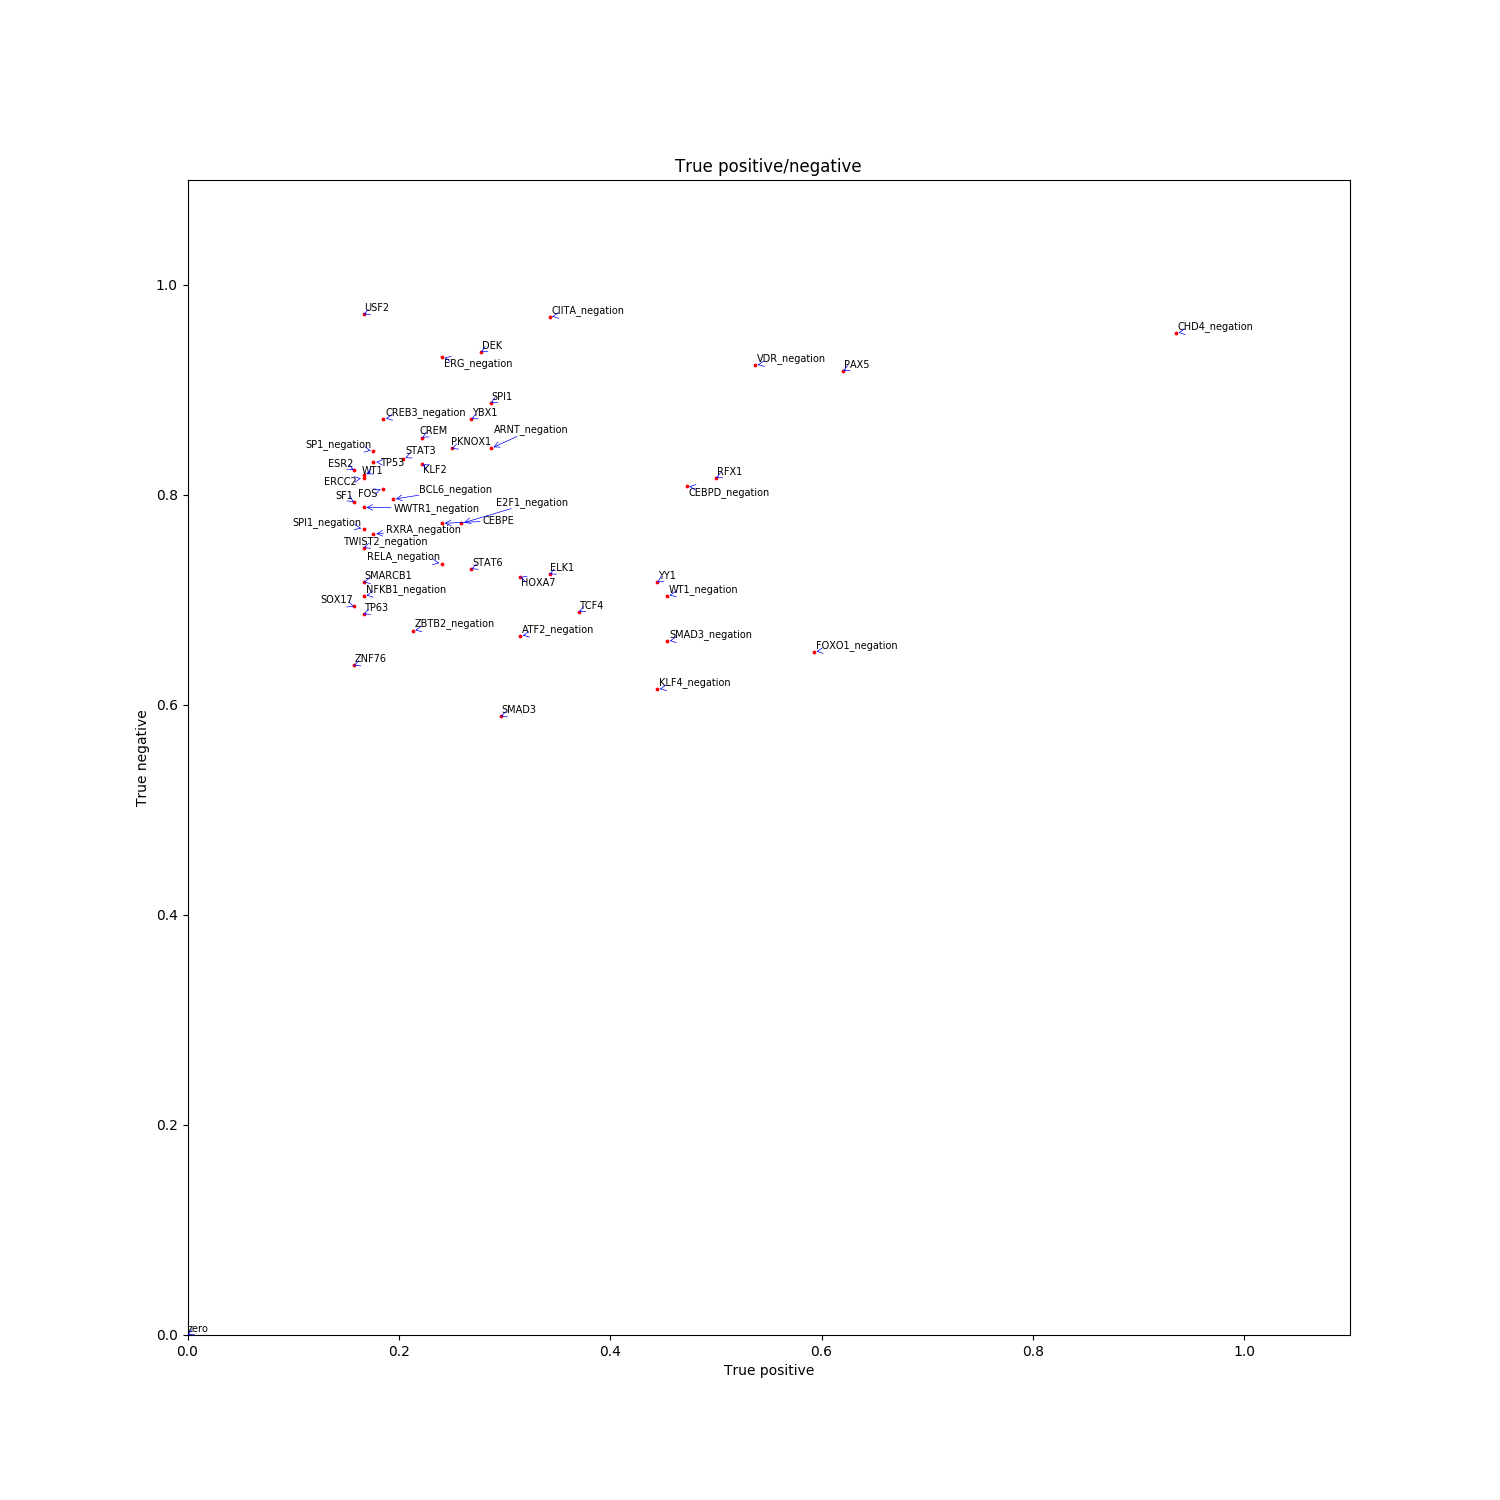 True positive/negative
1.0
USF2
CIITA_negation
CHD4_negation
DEK
ERG_negation
VDR_negation
PAX5
SPI1
CREB3_negation
YBX1
CREM
ARNT_negation
SP1_negation
PKNOX1
STAT3
ESR2
TP53
WT1
KLF2
RFX1
ERCC2
FOS
BCL6_negation
CEBPD_negation
0.8
SF1
E2F1_negation
WWTR1_negation
SPI1_negation
CEBPE
RXRA_negation
TWIST2_negation
RELA_negation
STAT6
ELK1
SMARCB1
HOXA7
YY1
NFKB1_negation
WT1_negation
SOX17
TP63
TCF4
ZBTB2_negation
ATF2_negation
SMAD3_negation
FOXO1_negation
ZNF76
KLF4_negation
0.6
SMAD3
True negative
0.4
0.2
zero
0.0
0.0
0.2
0.4
0.6
0.8
1.0
True positive